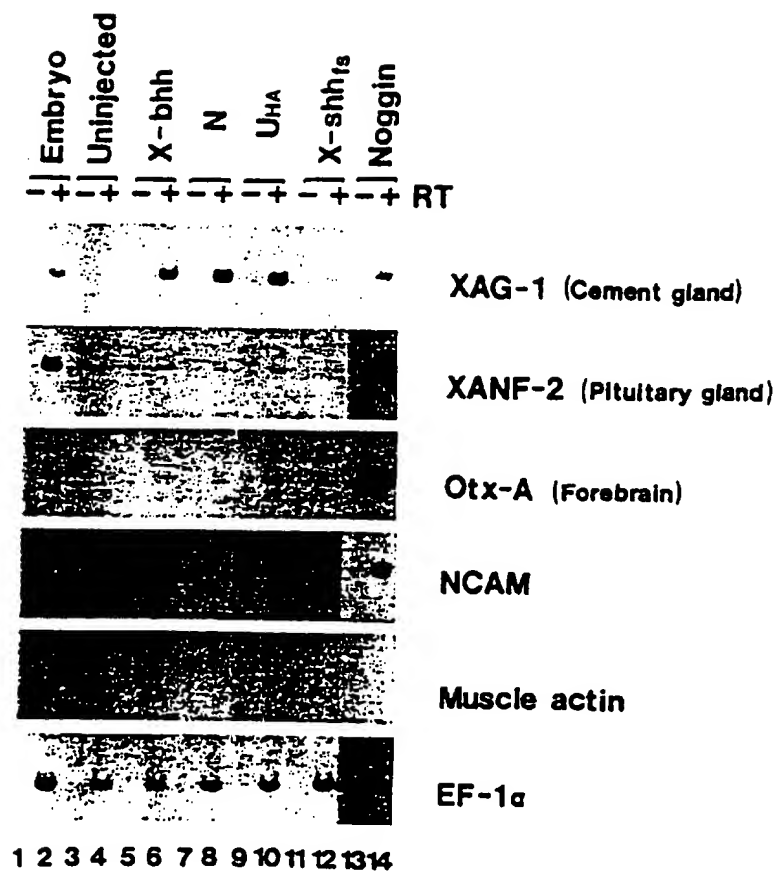 Embryo
Uninjected
X-bhh
N
UHA
X-shhfs
Noggin
- + - + - + - + - + - + - + RT
XAG-1 (Cement gland)
XANF-2 (Pituitary gland)
Otx-A (Forebrain)
NCAM
Muscle actin
EF-1α
1 2 3 4 5 6 7 8 9 10 11 12 13 14